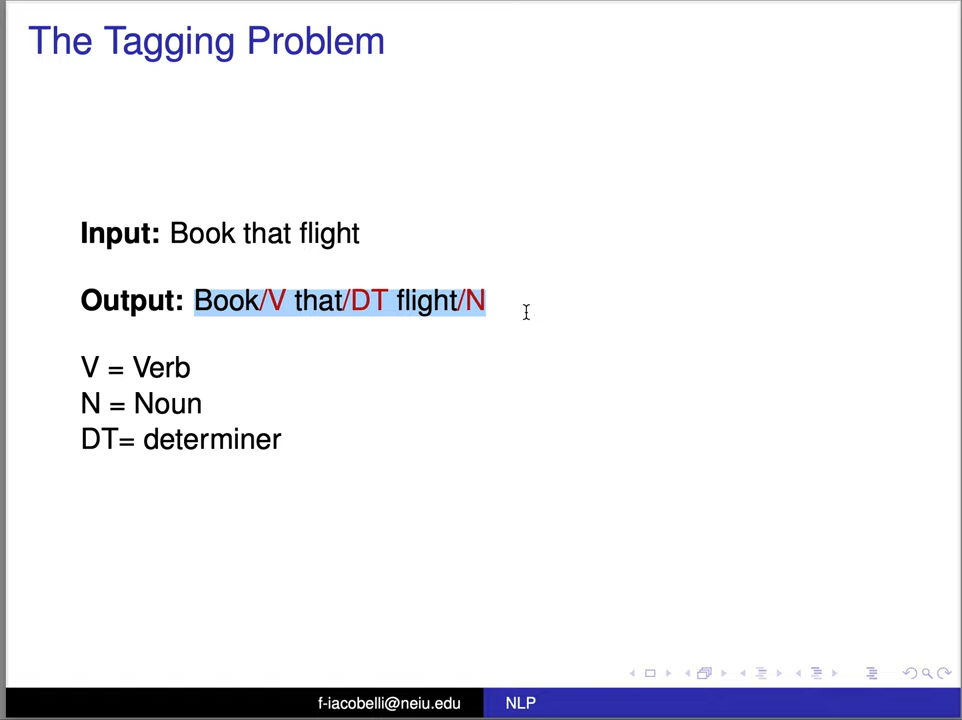 The Tagging Problem
Input: Book that flight
Output: Book/V that/DT flight/N
V = Verb
N = Noun
DT= determiner
f-iacobelli@neiu.edu NLP